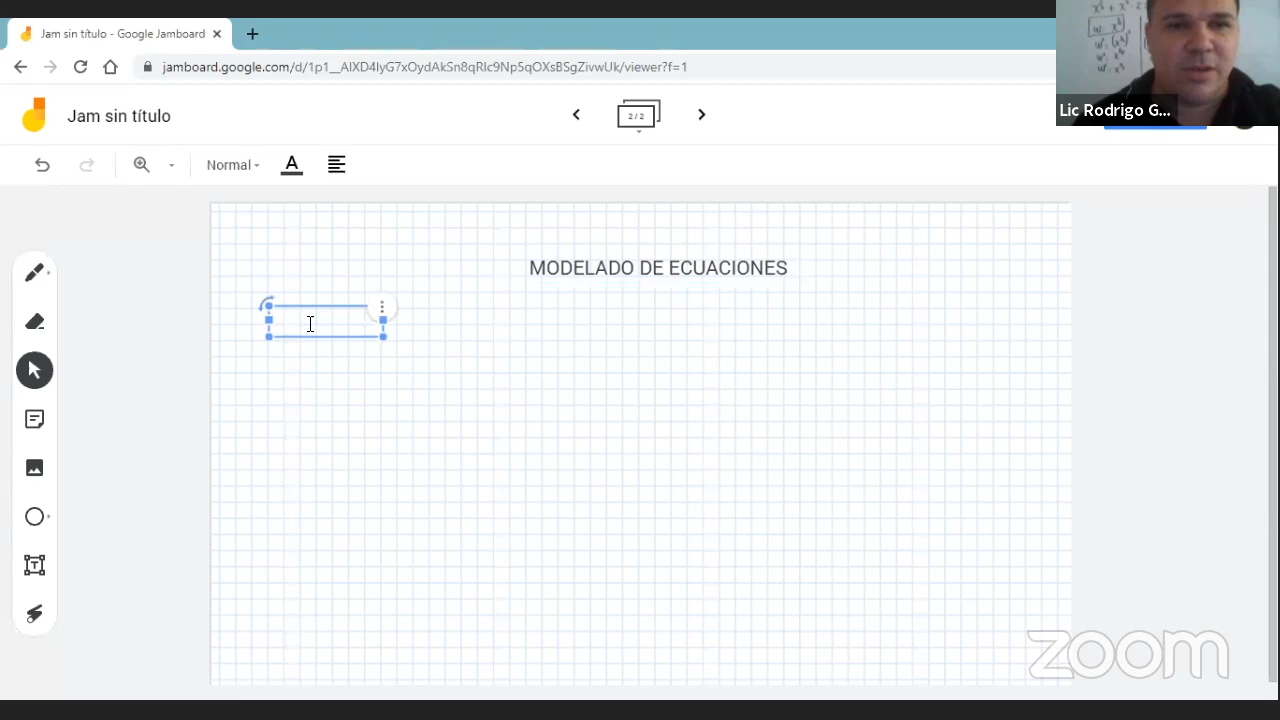 Jam sin título - Google Jamboard
jamboard.google.com/d/1p1__AlXD4lyG7xOydAkSn8qRlc9Np5qOXsBSgZivwUk/viewer?f=1
Jam sin título
2 / 2
Normal
A
MODELADO DE ECUACIONES
T
Lic Rodrigo G...
zoom